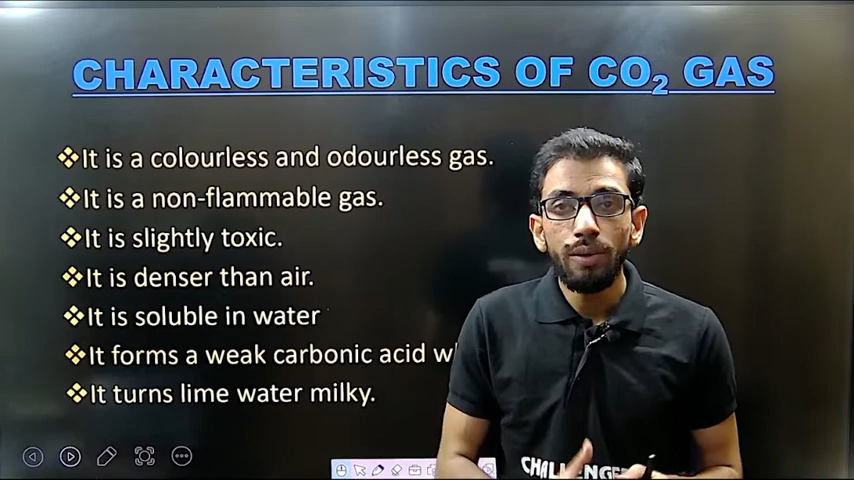 CHARACTERISTICS OF CO₂ GAS
❖It is a colourless and odourless gas.
❖It is a non-flammable gas.
❖It is slightly toxic.
❖It is denser than air.
❖It is soluble in water
❖It forms a weak carbonic acid
❖It turns lime water milky.